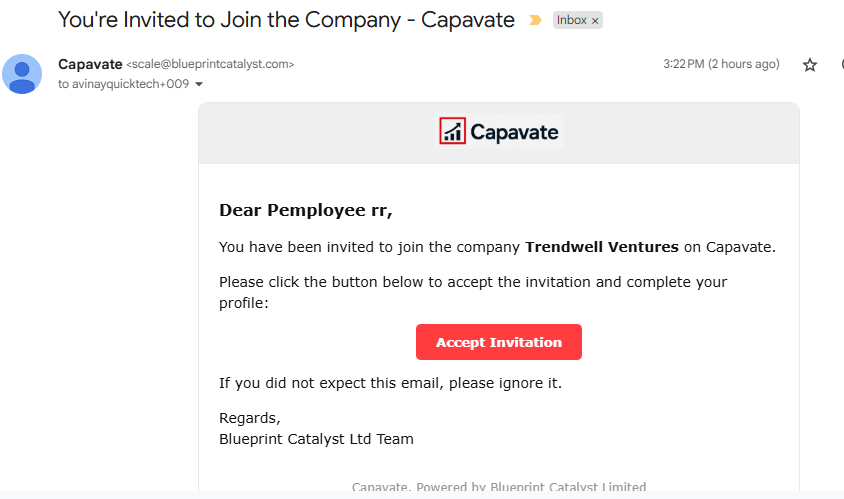 You're Invited to Join the Company - Capavate Inbox ×
Capavate <scale@blueprintcatalyst.com> 3:22 PM (2 hours ago)
to avinayquicktech+009
Capavate
Dear Pemployee rr,
You have been invited to join the company Trendwell Ventures on Capavate.
Please click the button below to accept the invitation and complete your
profile:
Accept Invitation
If you did not expect this email, please ignore it.
Regards,
Blueprint Catalyst Ltd Team
Capavate. Powered by Blueprint Catalyst Limited